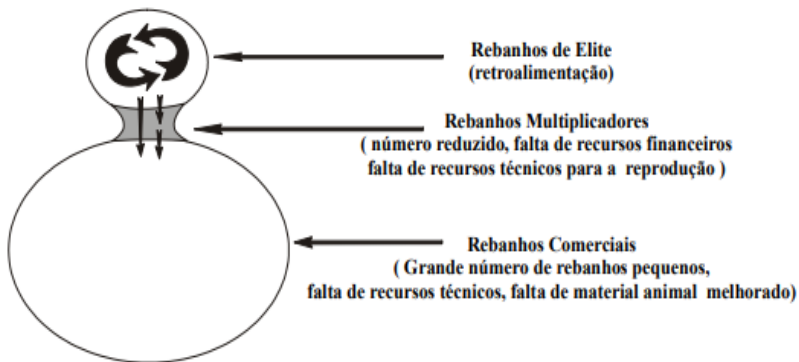 Rebanhos de Elite
(retroalimentação)
Rebanhos Multiplicadores
( número reduzido, falta de recursos financeiros
falta de recursos técnicos para a reprodução )
Rebanhos Comerciais
( Grande número de rebanhos pequenos,
falta de recursos técnicos, falta de material animal melhorado)